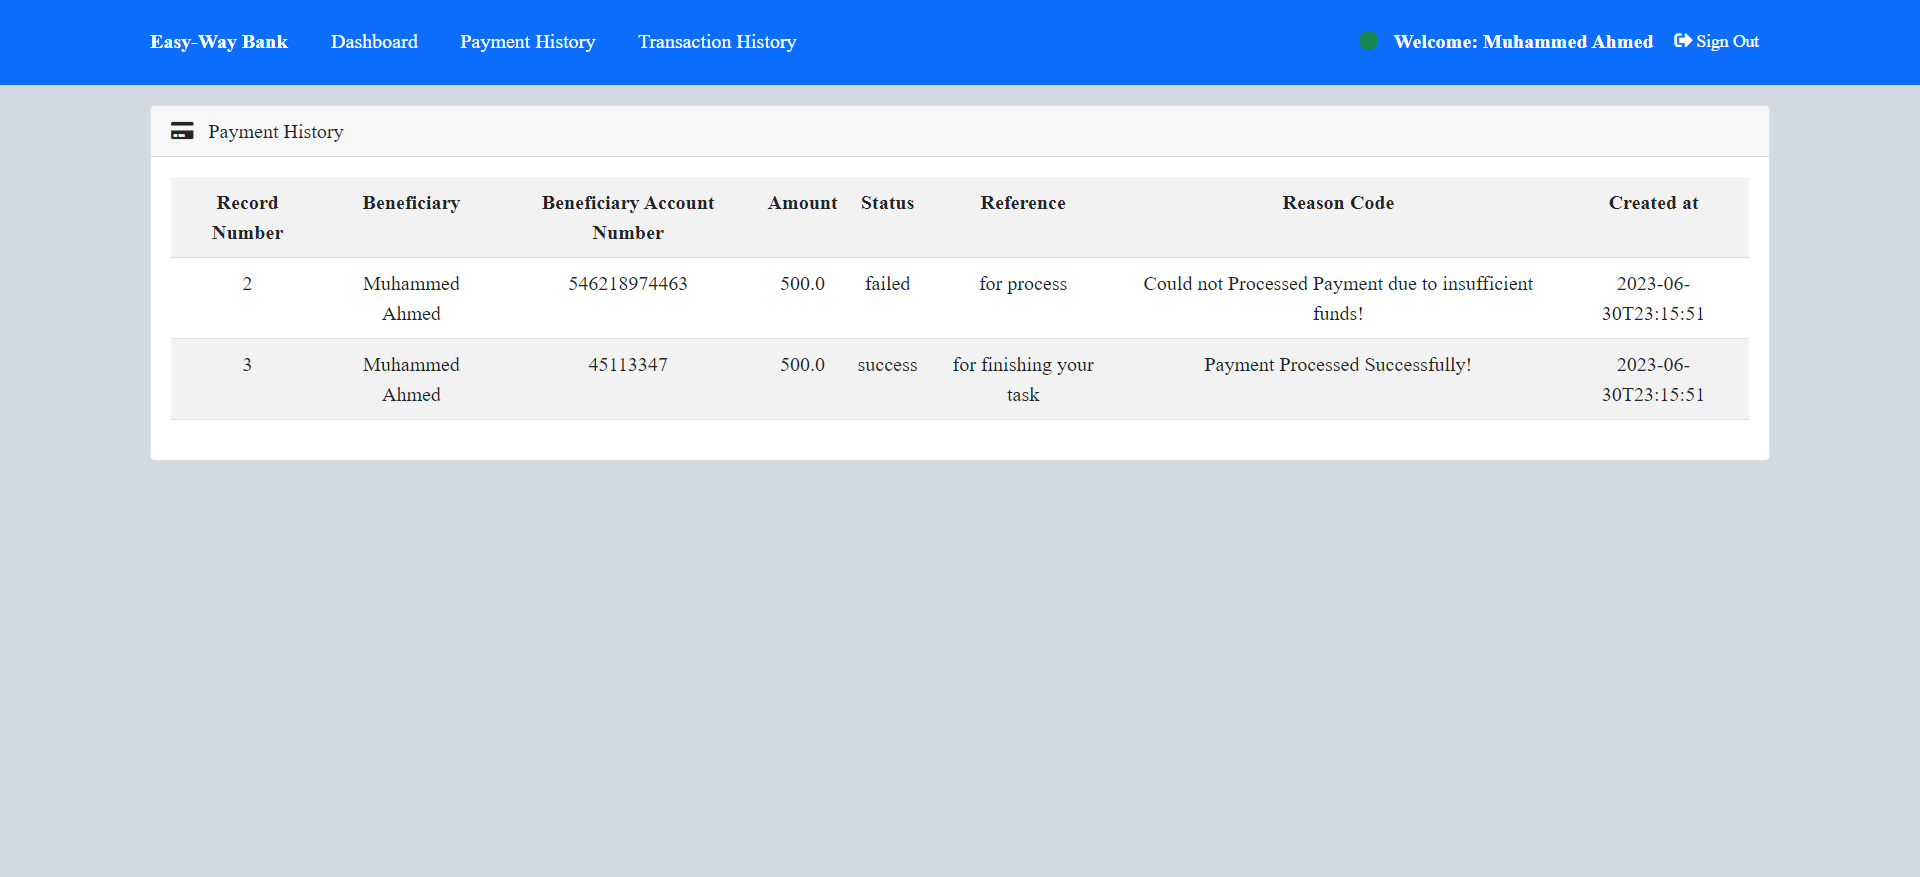 Easy-Way Bank Dashboard Payment History Transaction History Welcome: Muhammed Ahmed Sign Out
Payment History
Record Number Beneficiary Beneficiary Account Number Amount Status Reference Reason Code Created at
2 Muhammed Ahmed 546218974463 500.0 failed for process Could not Processed Payment due to insufficient funds! 2023-06-30T23:15:51
3 Muhammed Ahmed 45113347 500.0 success for finishing your task Payment Processed Successfully! 2023-06-30T23:15:51